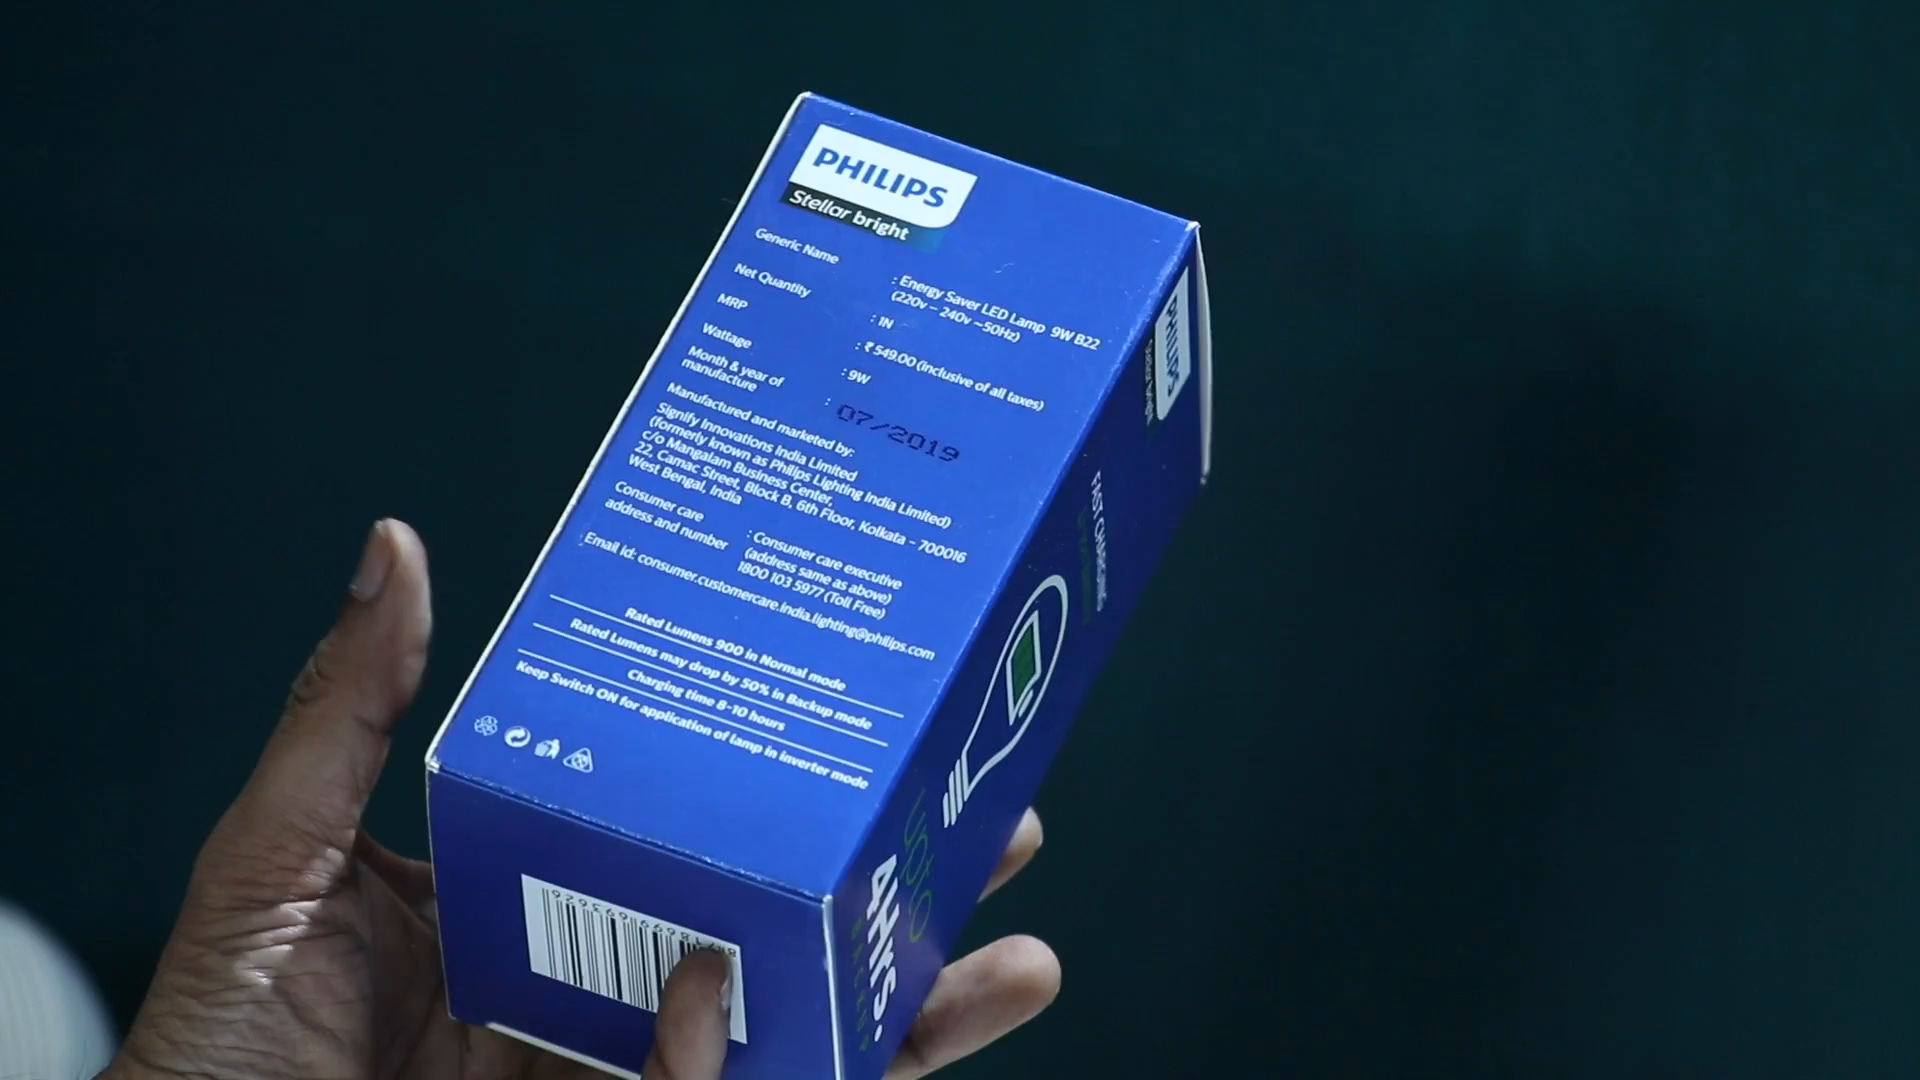 PHILIPS
Stellar bright
Generic Name : Energy Saver LED Lamp 9W B22
(220v – 240v ~50Hz)
Net Quantity : 1N
MRP : ₹ 549.00 (inclusive of all taxes)
Wattage : 9W
Month & year of
manufacture : 07/2019
Manufactured and marketed by:
Signify Innovations India Limited
(formerly known as Philips Lighting India Limited)
c/o Mangalam Business Center,
22, Camac Street, Block B, 6th Floor, Kolkata – 700016
West Bengal, India
Consumer care
address and number : Consumer care executive
(address same as above)
1800 103 5977 (Toll Free)
Email id: consumer.customercare.india.lighting@philips.com
Rated Lumens 900 in Normal mode
Rated Lumens may drop by 50% in Backup mode
Charging time 8-10 hours
Keep Switch ON for application of lamp in inverter mode
PHILIPS
Stellar bright
FAST CHARGING
upto
4Hrs.
BACKUP